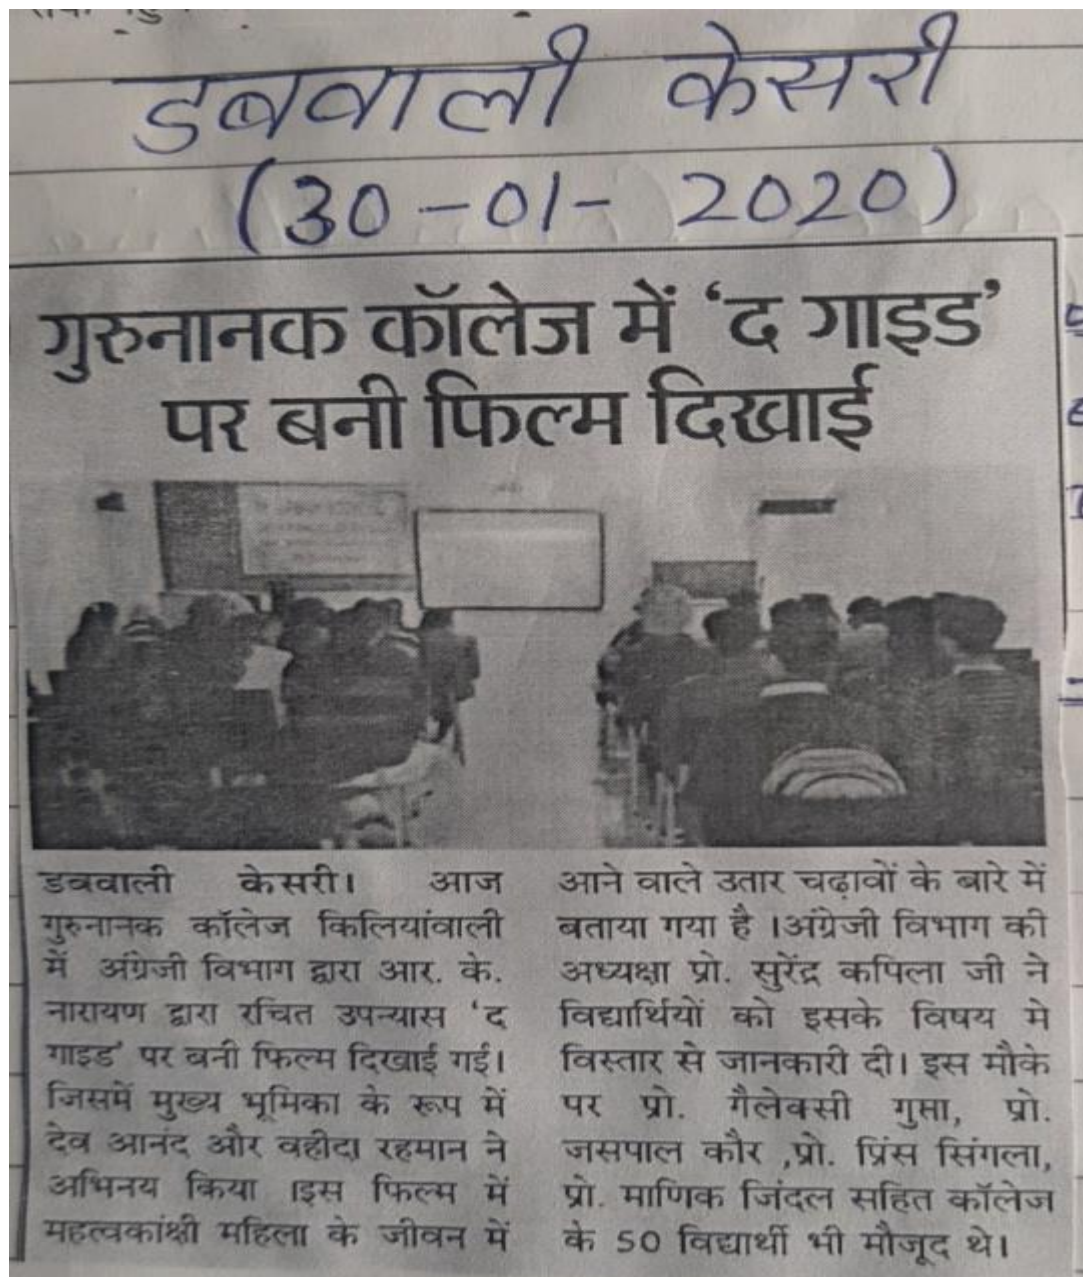 डबवाली केसरी
(30-01-2020)
गुरुनानक कॉलेज में ‘द गाइड’
पर बनी फिल्म दिखाई
डबवाली केसरी। आज
गुरुनानक कॉलेज किलियांवाली
में अंग्रेजी विभाग द्वारा आर. के.
नारायण द्वारा रचित उपन्यास ‘द
गाइड’ पर बनी फिल्म दिखाई गई।
जिसमें मुख्य भूमिका के रूप में
देव आनंद और वहीदा रहमान ने
अभिनय किया ।इस फिल्म में
महत्वकांक्षी महिला के जीवन में
आने वाले उतार चढ़ावों के बारे में
बताया गया है ।अंग्रेजी विभाग की
अध्यक्षा प्रो. सुरेंद्र कपिला जी ने
विद्यार्थियों को इसके विषय मे
विस्तार से जानकारी दी। इस मौके
पर प्रो. गैलेक्सी गुप्ता, प्रो.
जसपाल कौर ,प्रो. प्रिंस सिंगला,
प्रो. माणिक जिंदल सहित कॉलेज
के 50 विद्यार्थी भी मौजूद थे।